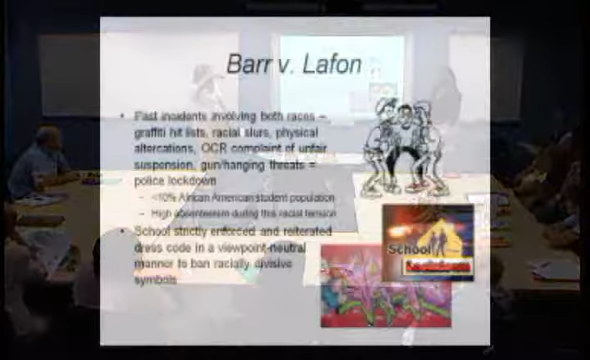 Barr v. Lafon
• Past incidents involving both races –
graffiti hit lists, racial slurs, physical
altercations, OCR complaint of unfair
suspension, gun/hanging threats =
police lockdown
– <10% African American student population
– High absenteeism during this racial tension
• School strictly enforced and reiterated
dress code in a viewpoint-neutral
manner to ban racially divisive
symbols
School
Lockdown